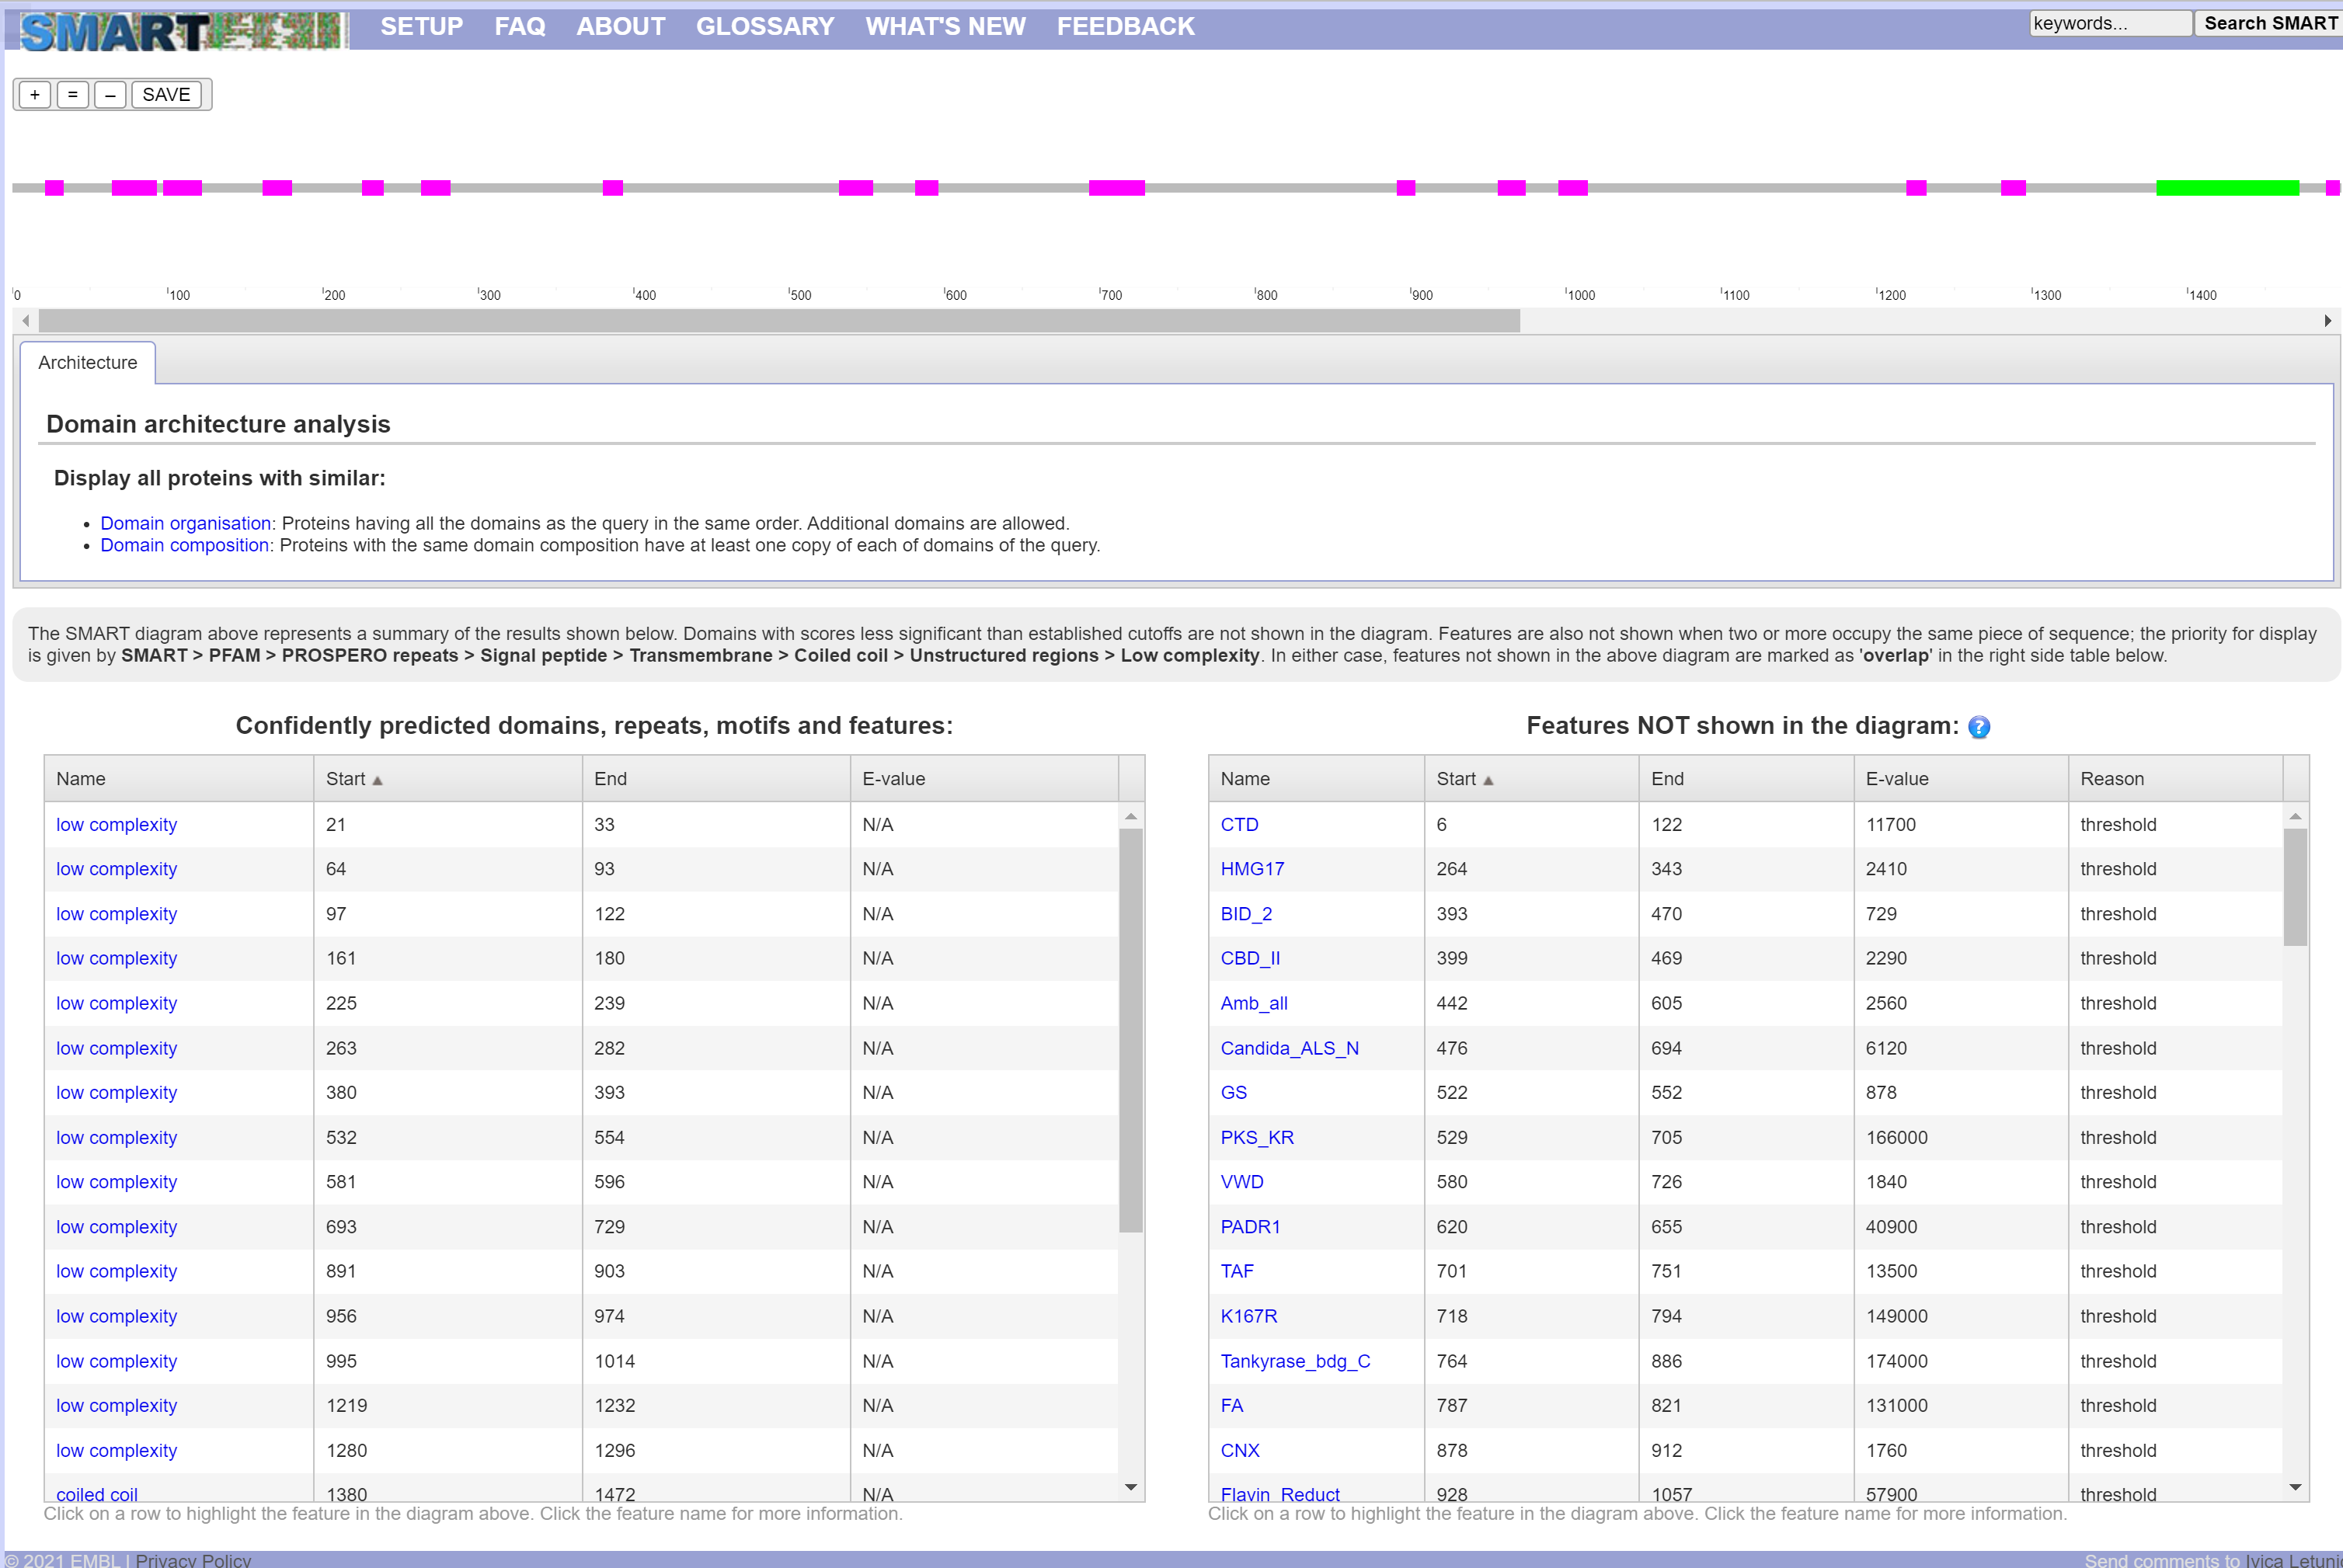 SMART
SETUP FAQ ABOUT GLOSSARY WHAT'S NEW FEEDBACK
keywords... Search SMART
+ = – SAVE
0 100 200 300 400 500 600 700 800 900 1000 1100 1200 1300 1400
Architecture
Domain architecture analysis
Display all proteins with similar:
• Domain organisation: Proteins having all the domains as the query in the same order. Additional domains are allowed.
• Domain composition: Proteins with the same domain composition have at least one copy of each of domains of the query.
The SMART diagram above represents a summary of the results shown below. Domains with scores less significant than established cutoffs are not shown in the diagram. Features are also not shown when two or more occupy the same piece of sequence; the priority for display
is given by SMART > PFAM > PROSPERO repeats > Signal peptide > Transmembrane > Coiled coil > Unstructured regions > Low complexity. In either case, features not shown in the above diagram are marked as 'overlap' in the right side table below.
Confidently predicted domains, repeats, motifs and features:
Name Start ▲ End E-value
low complexity 21 33 N/A
low complexity 64 93 N/A
low complexity 97 122 N/A
low complexity 161 180 N/A
low complexity 225 239 N/A
low complexity 263 282 N/A
low complexity 380 393 N/A
low complexity 532 554 N/A
low complexity 581 596 N/A
low complexity 693 729 N/A
low complexity 891 903 N/A
low complexity 956 974 N/A
low complexity 995 1014 N/A
low complexity 1219 1232 N/A
low complexity 1280 1296 N/A
coiled coil 1380 1472 N/A
Click on a row to highlight the feature in the diagram above. Click the feature name for more information.
Features NOT shown in the diagram: ?
Name Start ▲ End E-value Reason
CTD 6 122 11700 threshold
HMG17 264 343 2410 threshold
BID_2 393 470 729 threshold
CBD_II 399 469 2290 threshold
Amb_all 442 605 2560 threshold
Candida_ALS_N 476 694 6120 threshold
GS 522 552 878 threshold
PKS_KR 529 705 166000 threshold
VWD 580 726 1840 threshold
PADR1 620 655 40900 threshold
TAF 701 751 13500 threshold
K167R 718 794 149000 threshold
Tankyrase_bdg_C 764 886 174000 threshold
FA 787 821 131000 threshold
CNX 878 912 1760 threshold
Flavin_Reduct 928 1057 57900 threshold
Click on a row to highlight the feature in the diagram above. Click the feature name for more information.
© 2021 EMBL | Privacy Policy
Send comments to Ivica Letunic